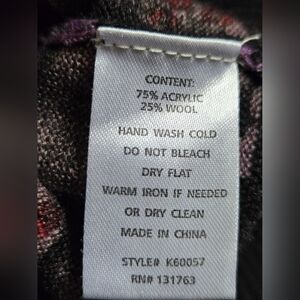 CONTENT:
75% ACRYLIC
25% WOOL
HAND WASH COLD
DO NOT BLEACH
DRY FLAT
WARM IRON IF NEEDED
OR DRY CLEAN
MADE IN CHINA
STYLE# K60057
RN# 131763